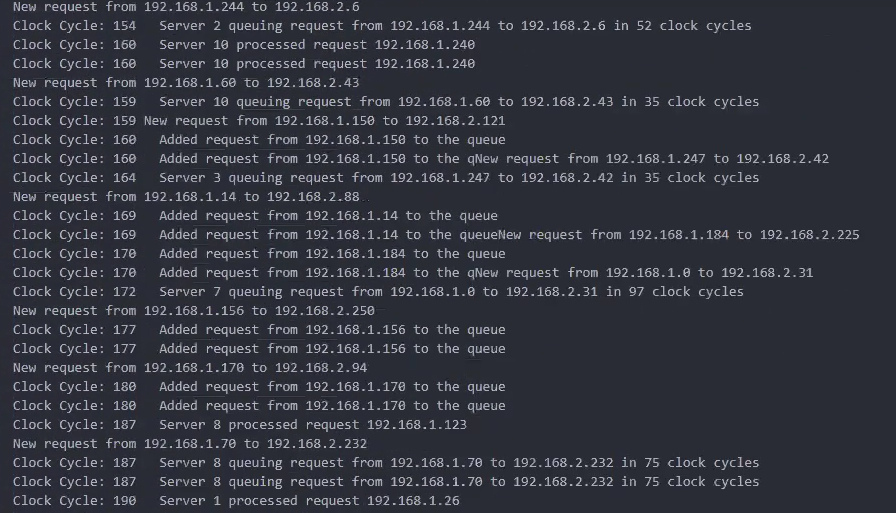 New request from 192.168.1.244 to 192.168.2.6
Clock Cycle: 154   Server 2 queuing request from 192.168.1.244 to 192.168.2.6 in 52 clock cycles
Clock Cycle: 160   Server 10 processed request 192.168.1.240
Clock Cycle: 160   Server 10 processed request 192.168.1.240
New request from 192.168.1.60 to 192.168.2.43
Clock Cycle: 159   Server 10 queuing request from 192.168.1.60 to 192.168.2.43 in 35 clock cycles
Clock Cycle: 159 New request from 192.168.1.150 to 192.168.2.121
Clock Cycle: 160   Added request from 192.168.1.150 to the queue
Clock Cycle: 160   Added request from 192.168.1.150 to the qNew request from 192.168.1.247 to 192.168.2.42
Clock Cycle: 164   Server 3 queuing request from 192.168.1.247 to 192.168.2.42 in 35 clock cycles
New request from 192.168.1.14 to 192.168.2.88
Clock Cycle: 169   Added request from 192.168.1.14 to the queue
Clock Cycle: 169   Added request from 192.168.1.14 to the queueNew request from 192.168.1.184 to 192.168.2.225
Clock Cycle: 170   Added request from 192.168.1.184 to the queue
Clock Cycle: 170   Added request from 192.168.1.184 to the qNew request from 192.168.1.0 to 192.168.2.31
Clock Cycle: 172   Server 7 queuing request from 192.168.1.0 to 192.168.2.31 in 97 clock cycles
New request from 192.168.1.156 to 192.168.2.250
Clock Cycle: 177   Added request from 192.168.1.156 to the queue
Clock Cycle: 177   Added request from 192.168.1.156 to the queue
New request from 192.168.1.170 to 192.168.2.94
Clock Cycle: 180   Added request from 192.168.1.170 to the queue
Clock Cycle: 180   Added request from 192.168.1.170 to the queue
Clock Cycle: 187   Server 8 processed request 192.168.1.123
New request from 192.168.1.70 to 192.168.2.232
Clock Cycle: 187   Server 8 queuing request from 192.168.1.70 to 192.168.2.232 in 75 clock cycles
Clock Cycle: 187   Server 8 queuing request from 192.168.1.70 to 192.168.2.232 in 75 clock cycles
Clock Cycle: 190   Server 1 processed request 192.168.1.26